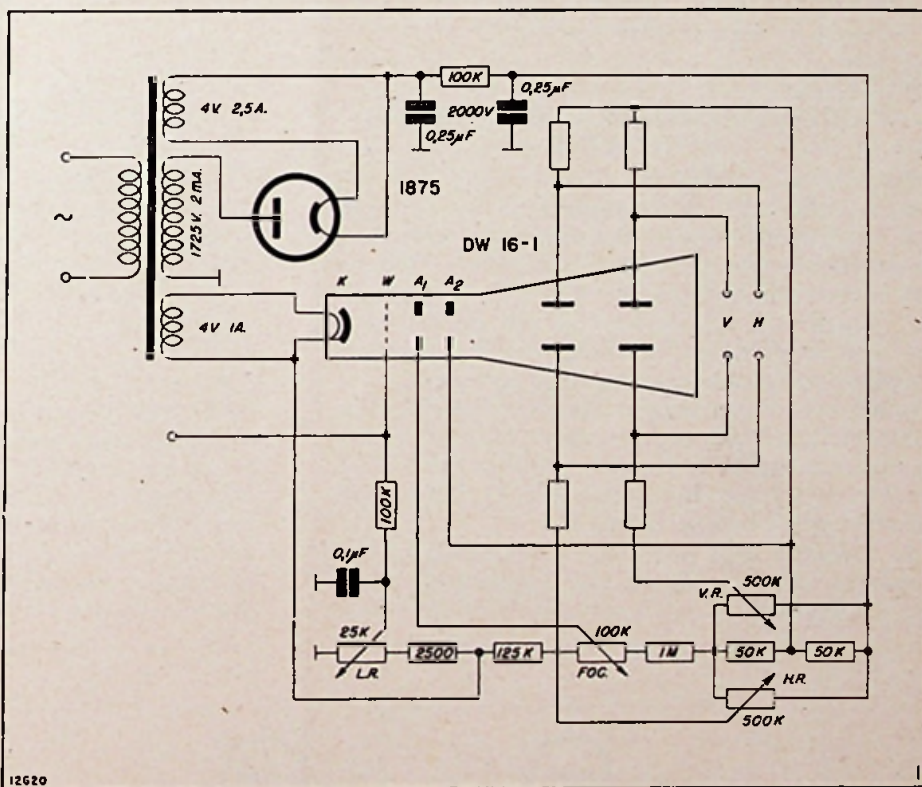 100K
0,25µF
4V. 2,5A.
2000V
0,25µF
1725V. 2mA.
1875
~
DW 16-1
K W A1 A2
4V 1A.
V H
100K
0,1µF
500K
V.R.
25K
100K
2500
125K
1M
50K
50K
L.R.
FOC.
H.R.
500K
12620